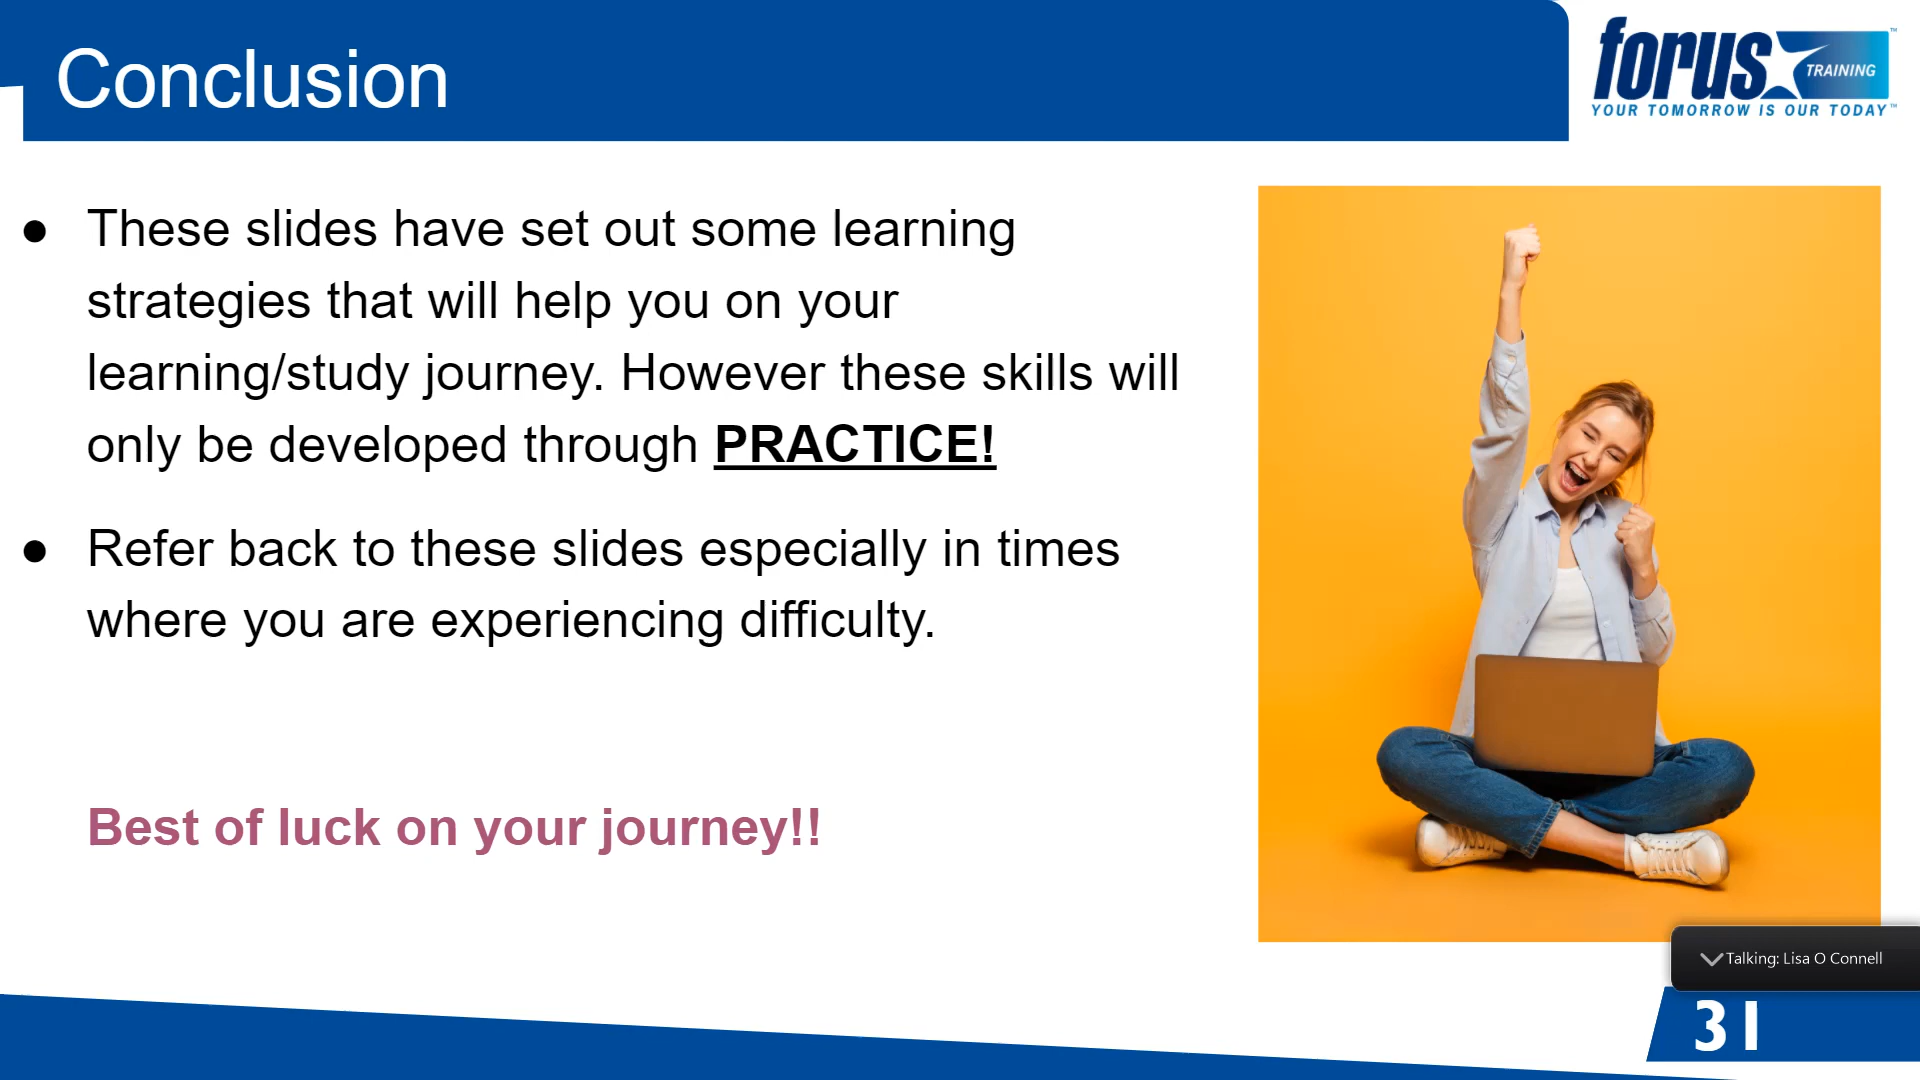 Conclusion
forus TRAINING ™
YOUR TOMORROW IS OUR TODAY ™
● These slides have set out some learning
strategies that will help you on your
learning/study journey. However these skills will
only be developed through PRACTICE!
● Refer back to these slides especially in times
where you are experiencing difficulty.
Best of luck on your journey!!
Talking: Lisa O Connell
31